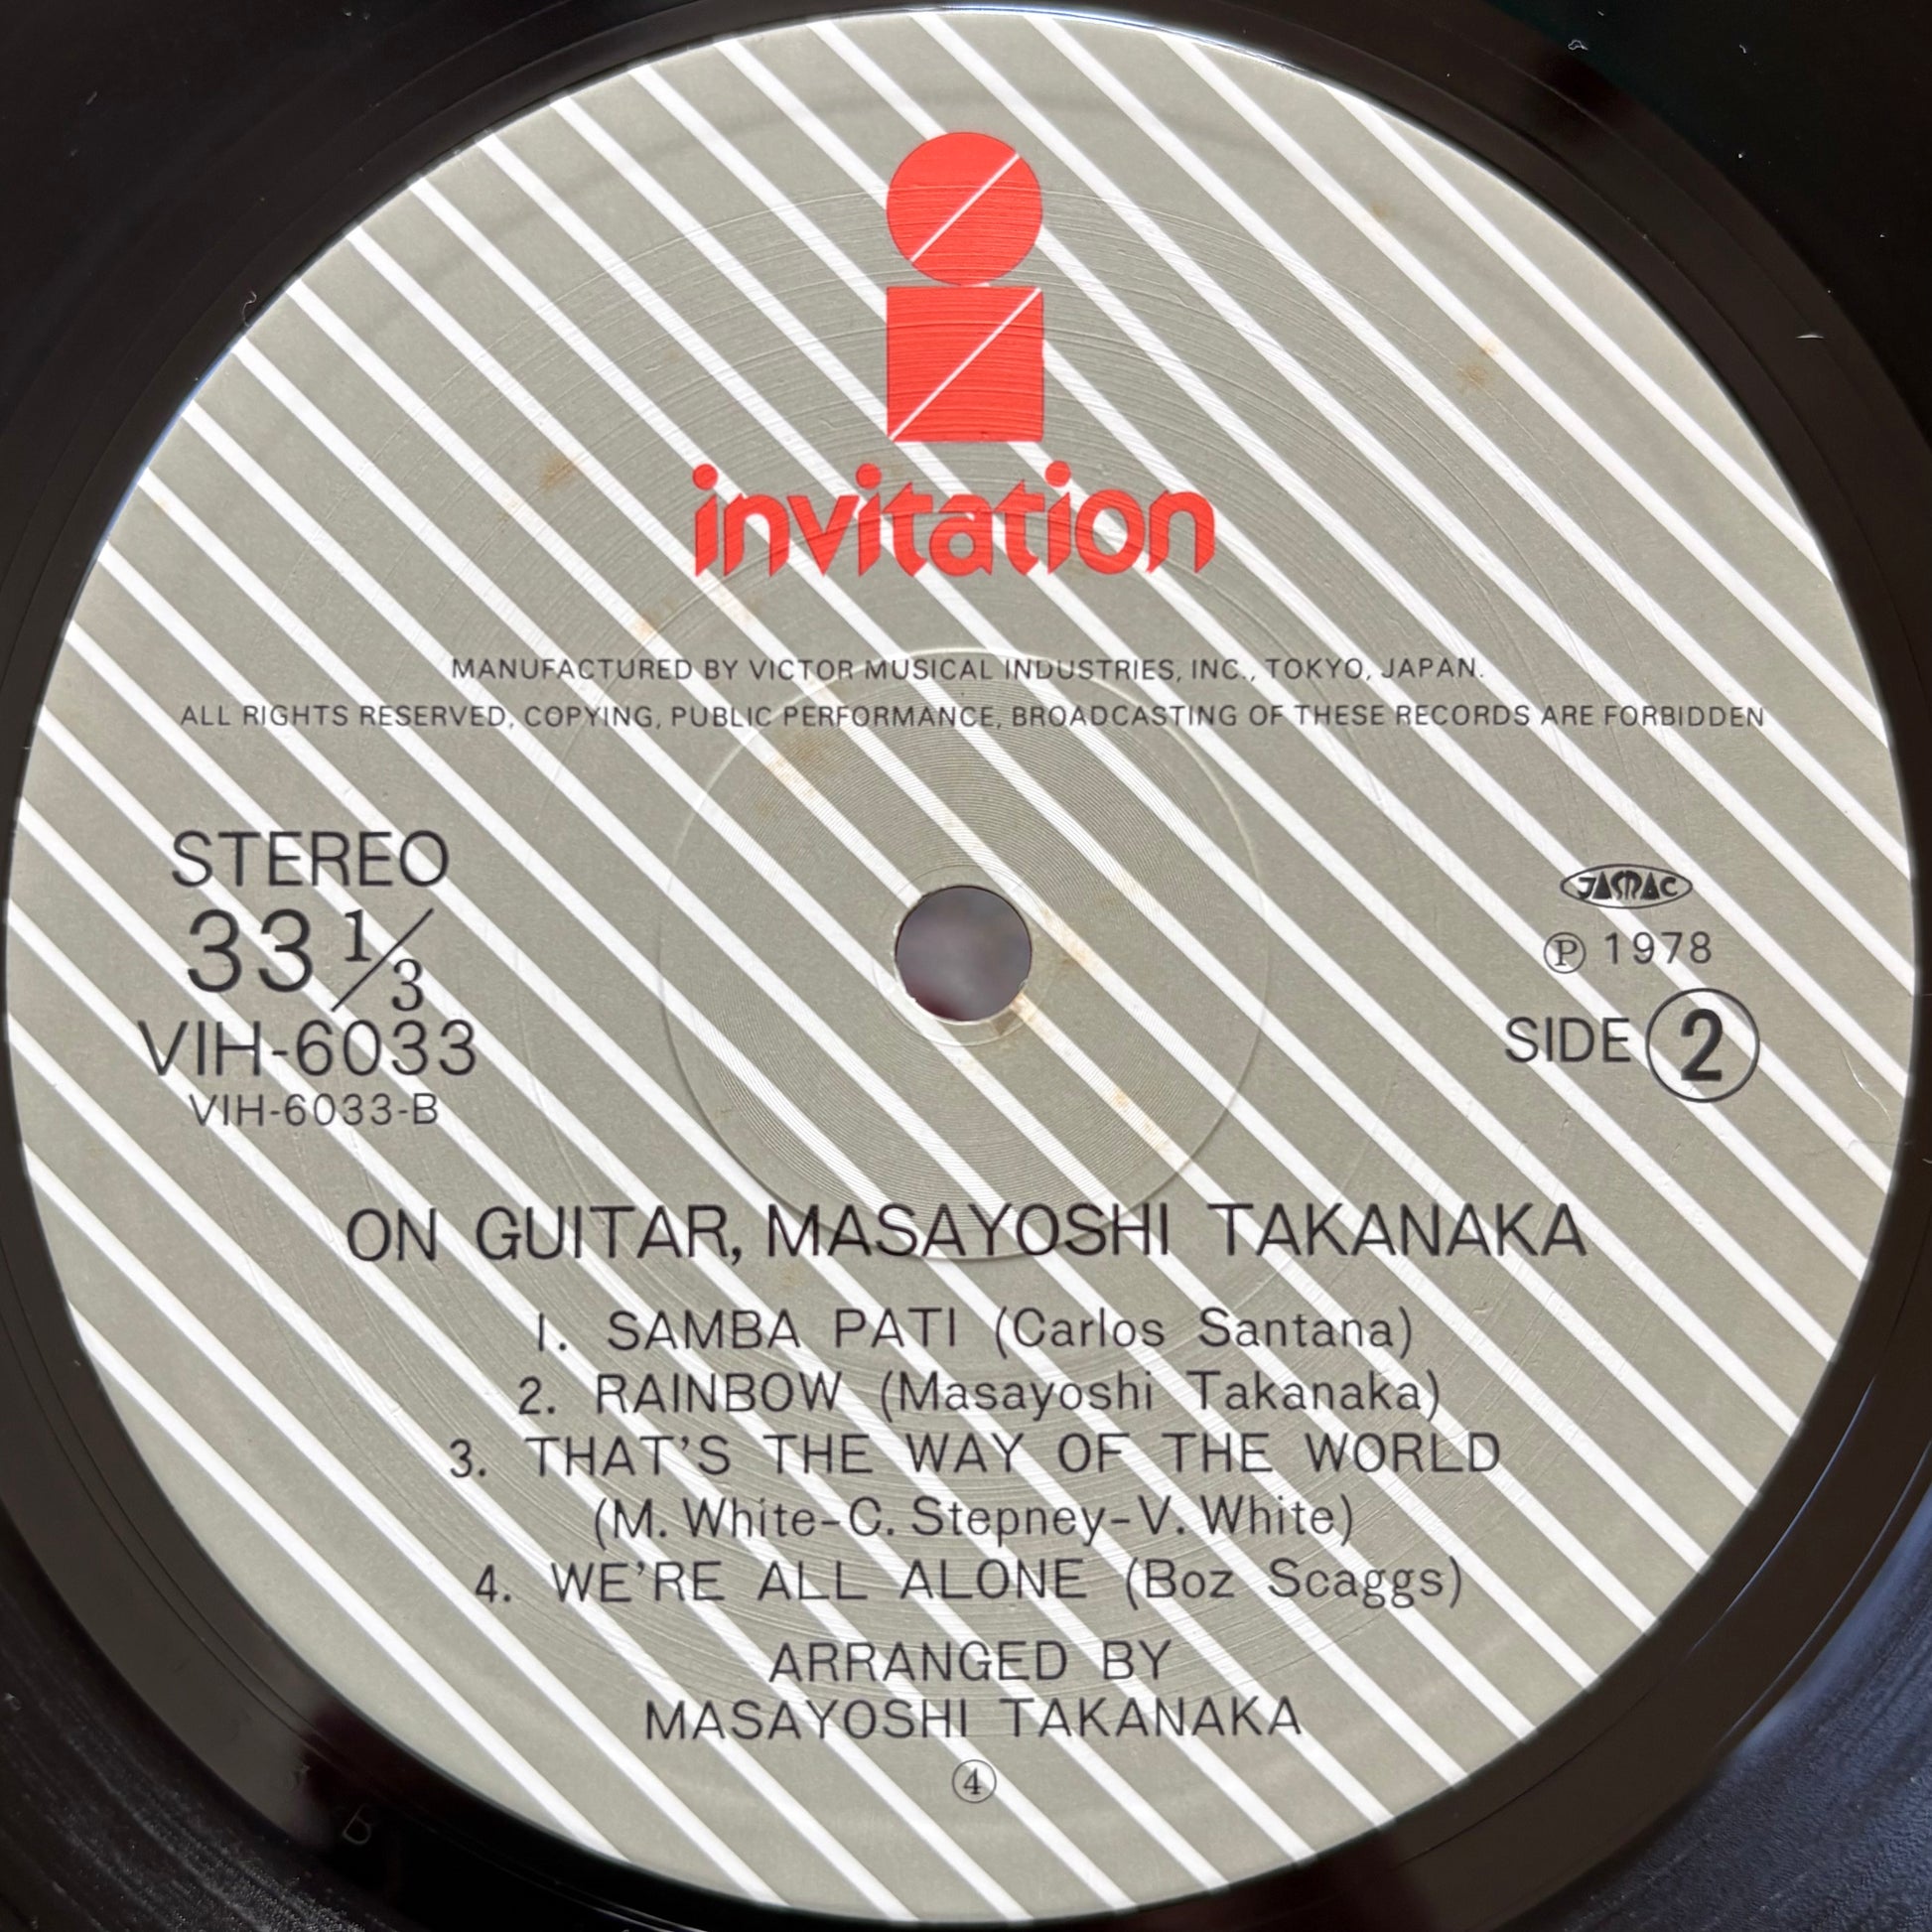 invitation
MANUFACTURED BY VICTOR MUSICAL INDUSTRIES, INC., TOKYO, JAPAN.
ALL RIGHTS RESERVED, COPYING, PUBLIC PERFORMANCE, BROADCASTING OF THESE RECORDS ARE FORBIDDEN
STEREO
33 1/3
VIH-6033
VIH-6033-B
JASRAC
Ⓟ 1978
SIDE ②
ON GUITAR, MASAYOSHI TAKANAKA
1. SAMBA PATI (Carlos Santana)
2. RAINBOW (Masayoshi Takanaka)
3. THAT'S THE WAY OF THE WORLD
(M. White-C. Stepney-V. White)
4. WE'RE ALL ALONE (Boz Scaggs)
ARRANGED BY
MASAYOSHI TAKANAKA
④
B